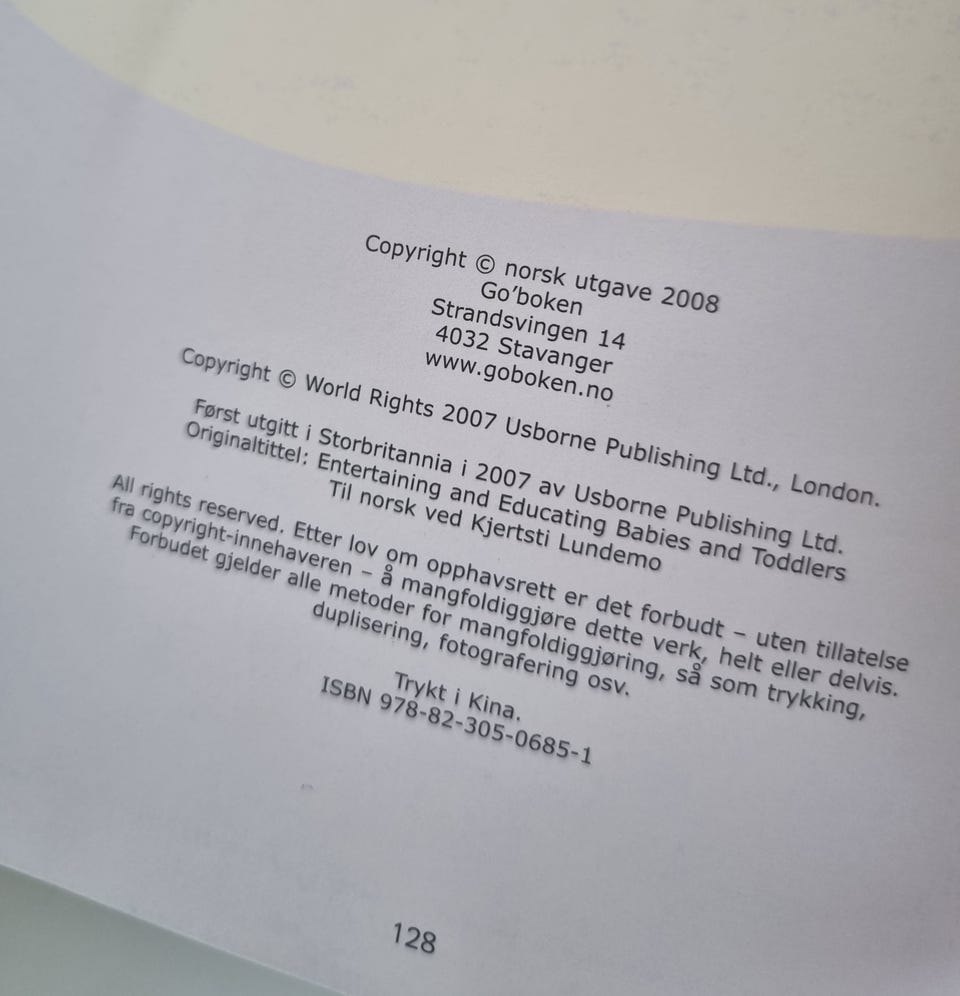 Copyright © norsk utgave 2008
Go'boken
Strandsvingen 14
4032 Stavanger
www.goboken.no
Copyright © World Rights 2007 Usborne Publishing Ltd., London.
Først utgitt i Storbritannia i 2007 av Usborne Publishing Ltd.
Originaltittel: Entertaining and Educating Babies and Toddlers
Til norsk ved Kjertsti Lundemo
All rights reserved. Etter lov om opphavsrett er det forbudt – uten tillatelse
fra copyright-innehaveren – å mangfoldiggjøre dette verk, helt eller delvis.
Forbudet gjelder alle metoder for mangfoldiggjøring, så som trykking,
duplisering, fotografering osv.
Trykt i Kina.
ISBN 978-82-305-0685-1
128